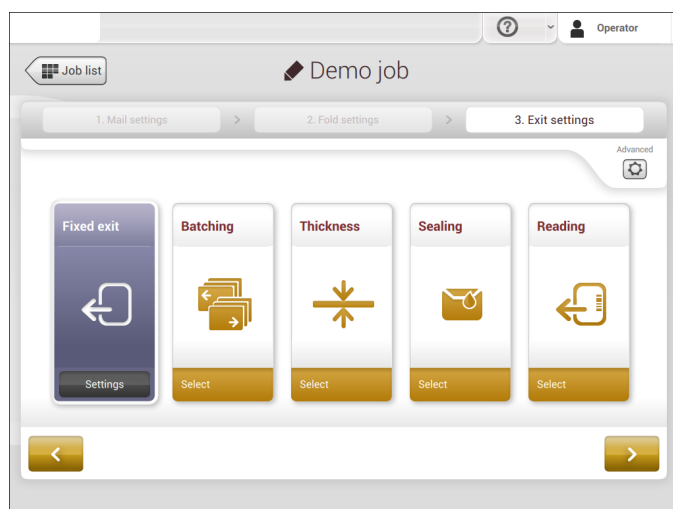 Operator
Job list
Demo job
1. Mail settings > 2. Fold settings > 3. Exit settings
Advanced
Fixed exit
Batching
Thickness
Sealing
Reading
Settings
Select
Select
Select
Select